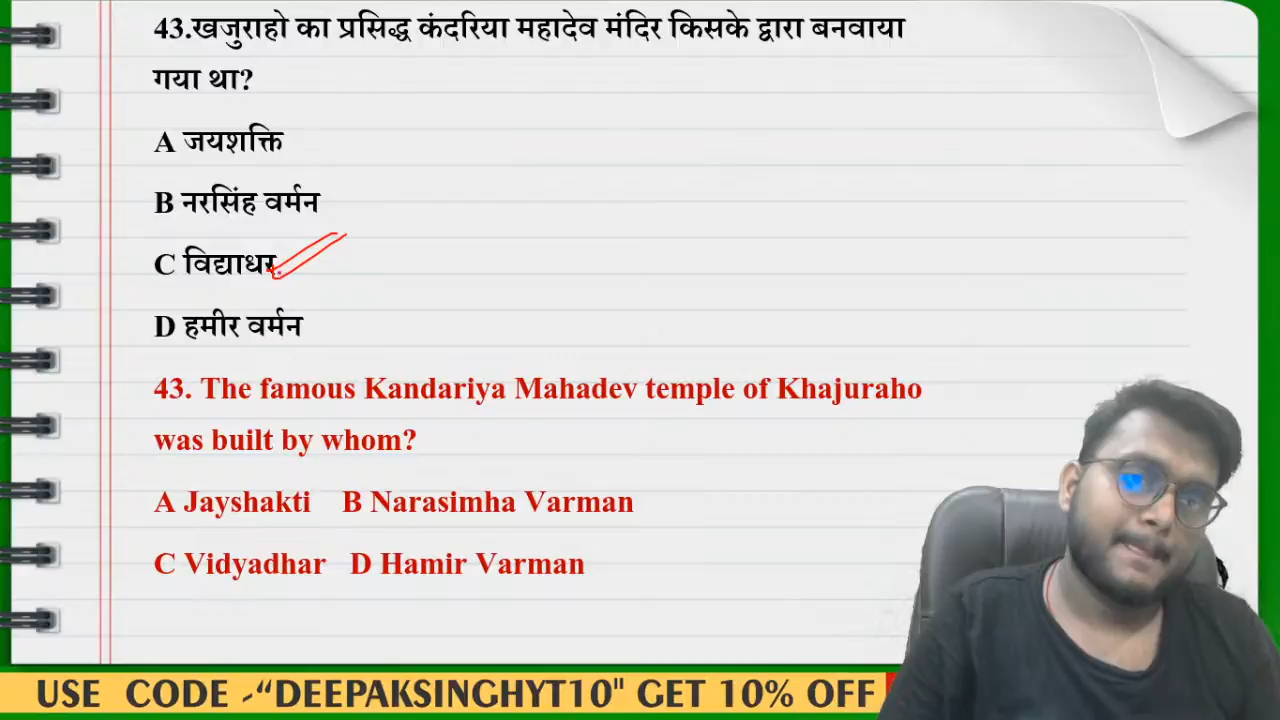 43.खजुराहो का प्रसिद्ध कंदरिया महादेव मंदिर किसके द्वारा बनवाया
गया था?
A जयशक्ति
B नरसिंह वर्मन
C विद्याधर
D हमीर वर्मन
43. The famous Kandariya Mahadev temple of Khajuraho
was built by whom?
A Jayshakti B Narasimha Varman
C Vidyadhar D Hamir Varman
USE CODE -“DEEPAKSINGHYT10" GET 10% OFF